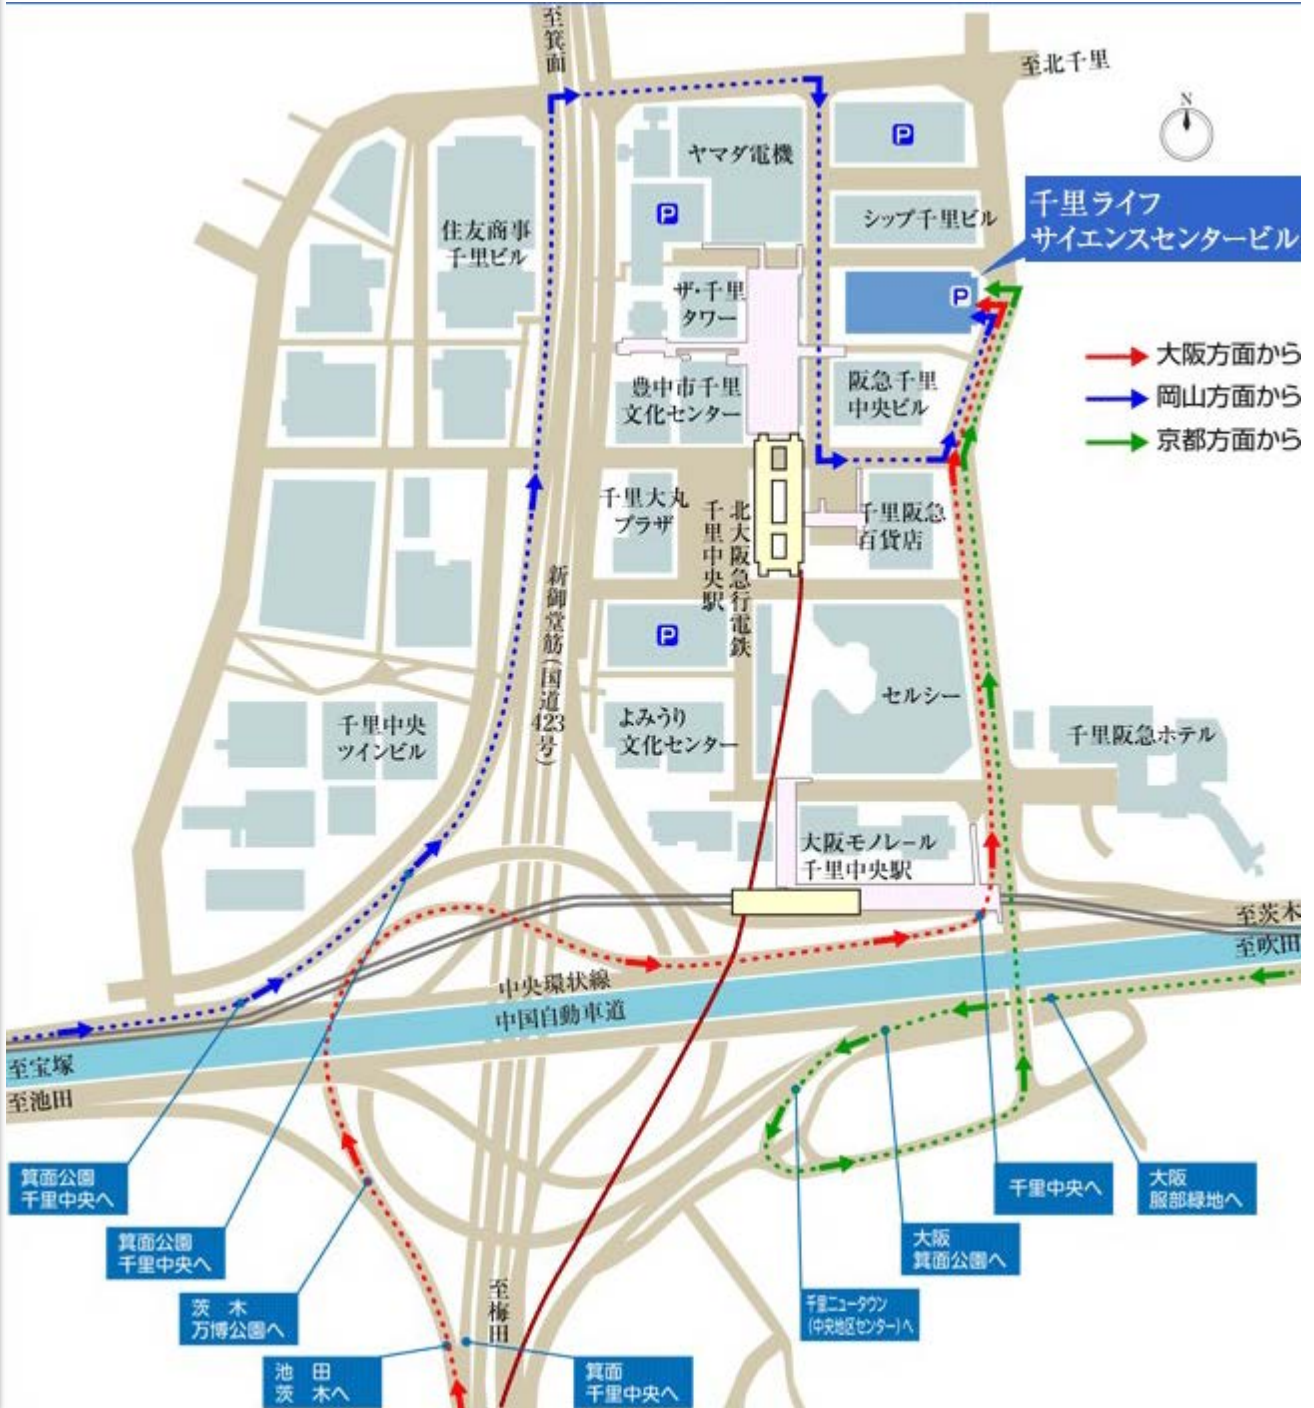 至箕面
至北千里
N
ヤマダ電機
P
千里ライフ
サイエンスセンタービル
P
シップ千里ビル
住友商事
千里ビル
ザ・千里
タワー
P
大阪方面から
岡山方面から
京都方面から
豊中市千里
文化センター
阪急千里
中央ビル
千里大丸
プラザ
北大阪急行電鉄
千里中央駅
千里阪急
百貨店
新御堂筋(国道423号)
P
セルシー
千里中央
ツインビル
よみうり
文化センター
千里阪急ホテル
大阪モノレール
千里中央駅
至茨木
至吹田
中央環状線
中国自動車道
至宝塚
至池田
箕面公園
千里中央へ
箕面公園
千里中央へ
茨 木
万博公園へ
池 田
茨 木へ
至梅田
箕面
千里中央へ
千里ニュータウン
(中央地区センター)へ
大阪
箕面公園へ
千里中央へ
大阪
服部緑地へ